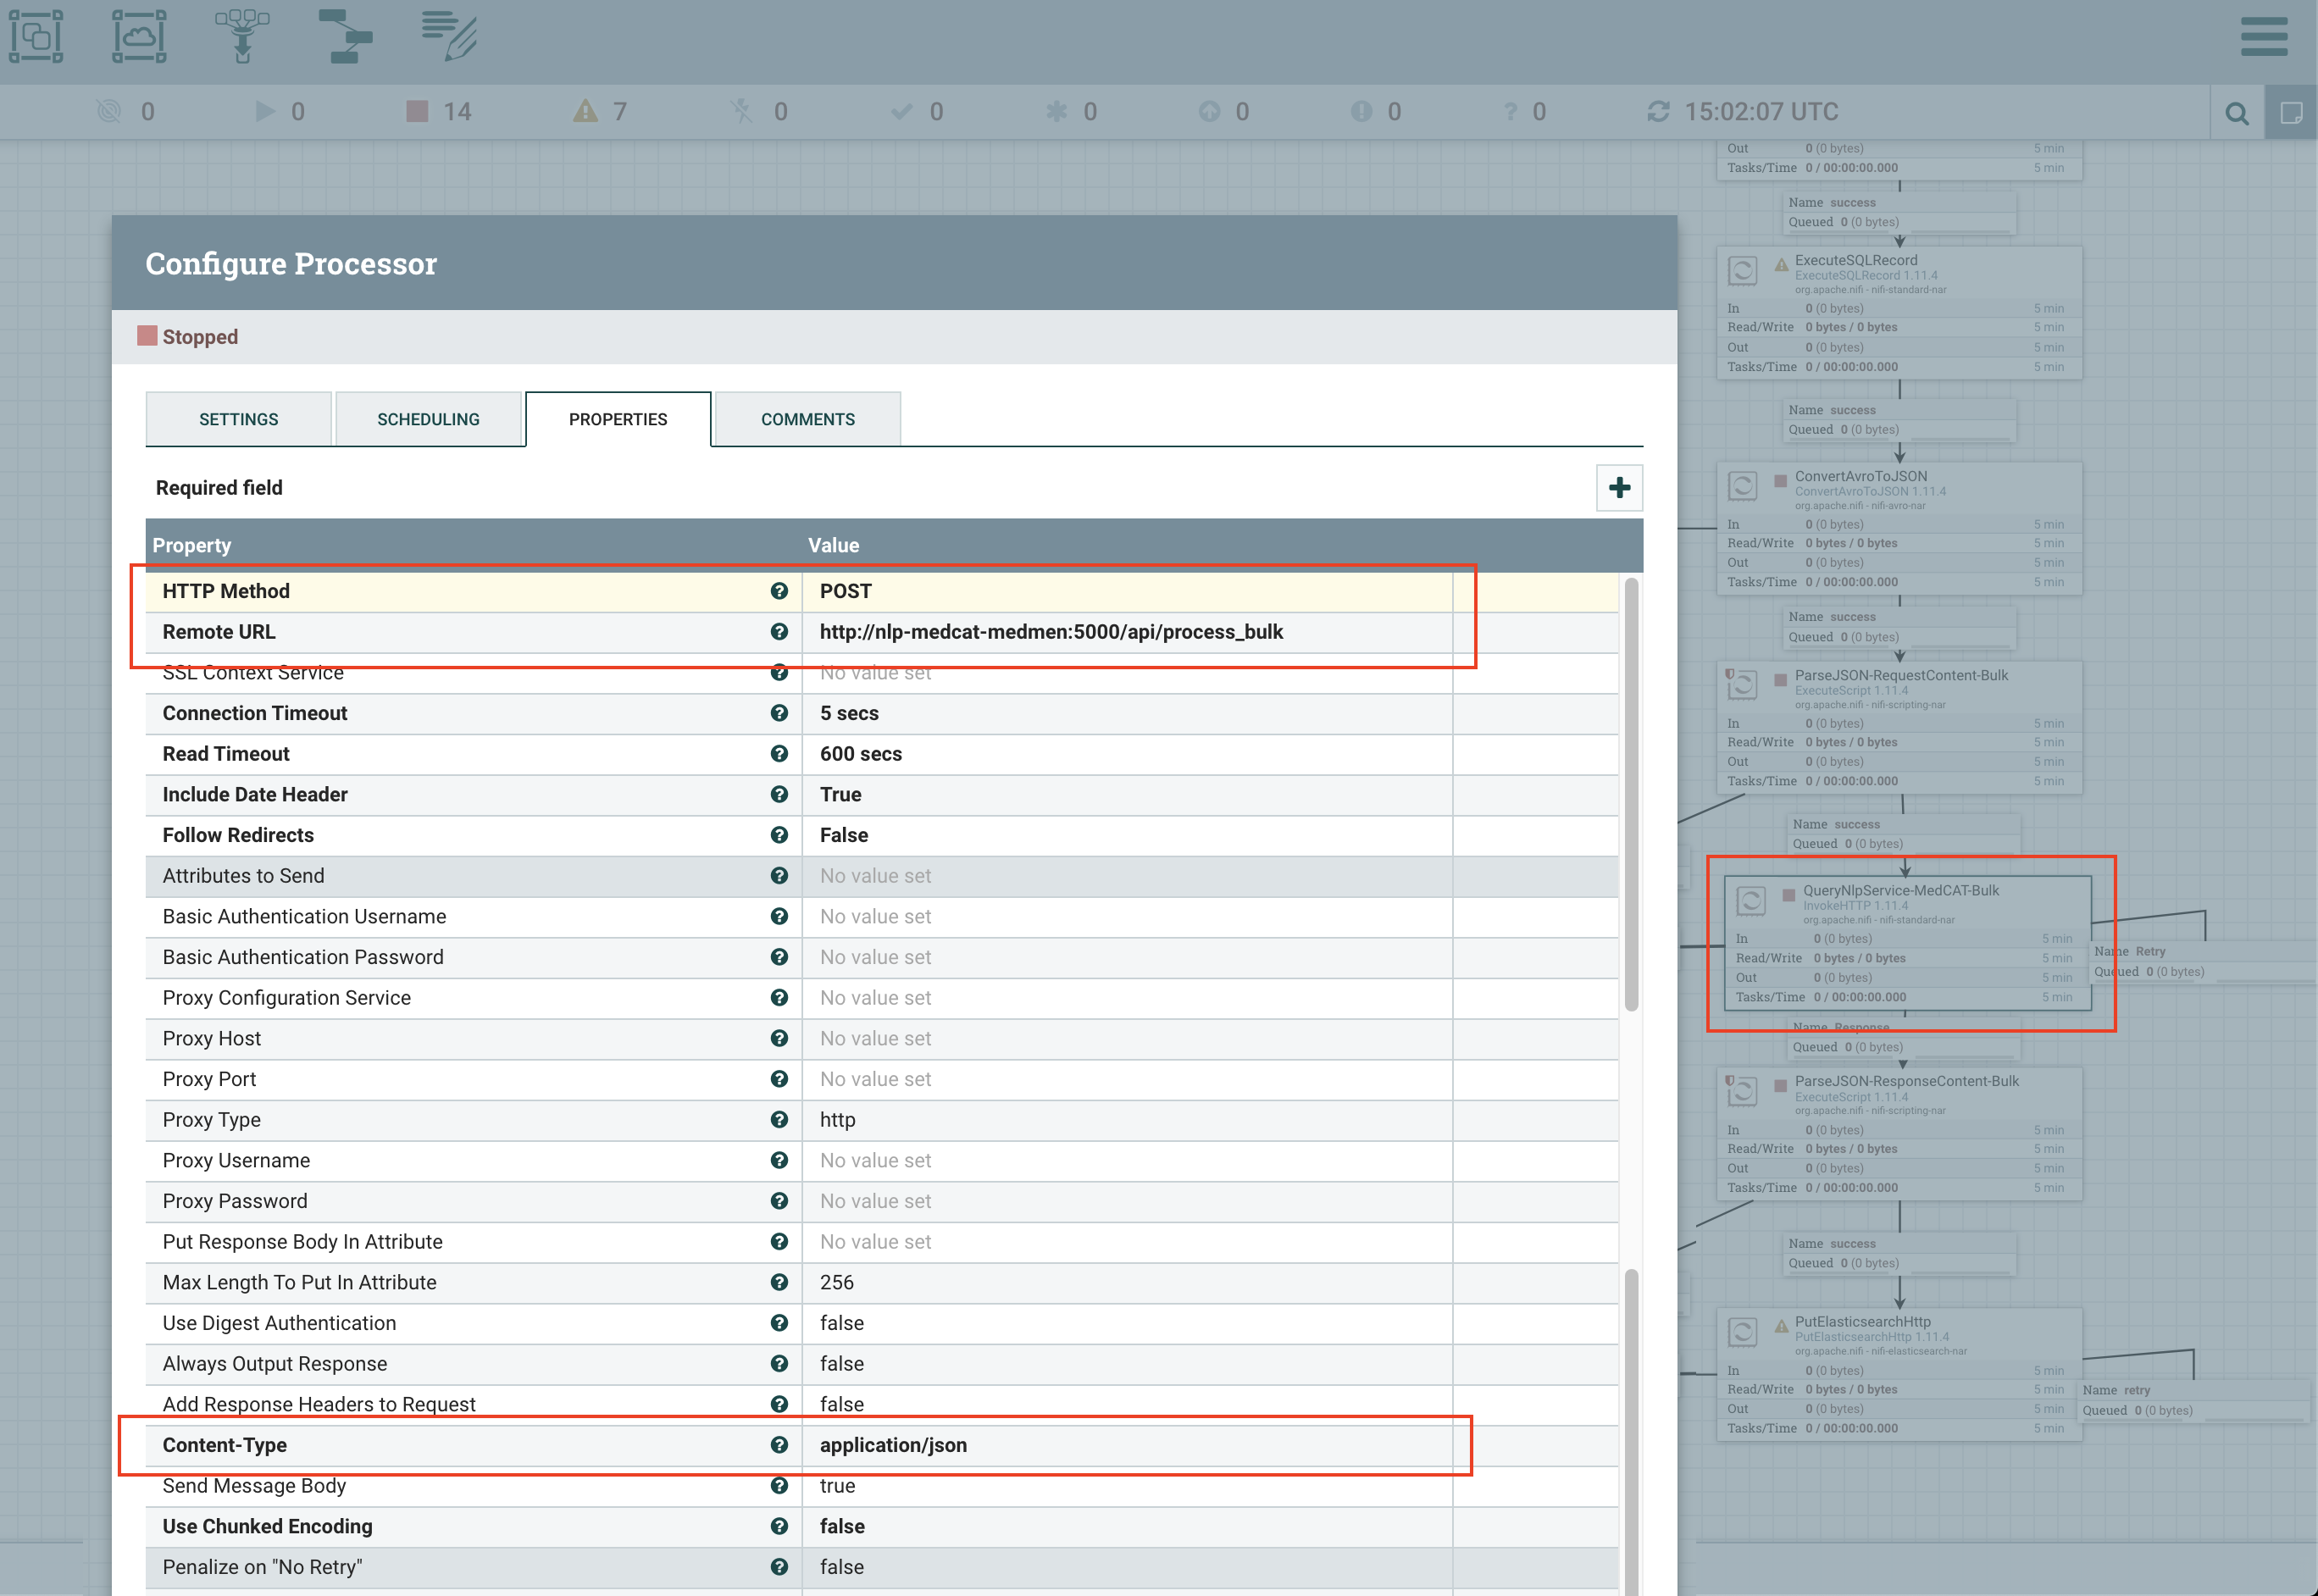 0 0 14 7 0 0 0 0 0 ? 0 15:02:07 UTC
Configure Processor
Stopped
SETTINGS SCHEDULING PROPERTIES COMMENTS
Required field
Property Value
HTTP Method POST
Remote URL http://nlp-medcat-medmen:5000/api/process_bulk
SSL Context Service No value set
Connection Timeout 5 secs
Read Timeout 600 secs
Include Date Header True
Follow Redirects False
Attributes to Send No value set
Basic Authentication Username No value set
Basic Authentication Password No value set
Proxy Configuration Service No value set
Proxy Host No value set
Proxy Port No value set
Proxy Type http
Proxy Username No value set
Proxy Password No value set
Put Response Body In Attribute No value set
Max Length To Put In Attribute 256
Use Digest Authentication false
Always Output Response false
Add Response Headers to Request false
Content-Type application/json
Send Message Body true
Use Chunked Encoding false
Penalize on "No Retry" false
Out 0 (0 bytes) 5 min
Tasks/Time 0 / 00:00:00.000 5 min
Name success
Queued 0 (0 bytes)
ExecuteSQLRecord
ExecuteSQLRecord 1.11.4
org.apache.nifi - nifi-standard-nar
In 0 (0 bytes) 5 min
Read/Write 0 bytes / 0 bytes 5 min
Out 0 (0 bytes) 5 min
Tasks/Time 0 / 00:00:00.000 5 min
Name success
Queued 0 (0 bytes)
ConvertAvroToJSON
ConvertAvroToJSON 1.11.4
org.apache.nifi - nifi-avro-nar
In 0 (0 bytes) 5 min
Read/Write 0 bytes / 0 bytes 5 min
Out 0 (0 bytes) 5 min
Tasks/Time 0 / 00:00:00.000 5 min
Name success
Queued 0 (0 bytes)
ParseJSON-RequestContent-Bulk
ExecuteScript 1.11.4
org.apache.nifi - nifi-scripting-nar
In 0 (0 bytes) 5 min
Read/Write 0 bytes / 0 bytes 5 min
Out 0 (0 bytes) 5 min
Tasks/Time 0 / 00:00:00.000 5 min
Name success
Queued 0 (0 bytes)
QueryNlpService-MedCAT-Bulk
InvokeHTTP 1.11.4
org.apache.nifi - nifi-standard-nar
In 0 (0 bytes) 5 min
Read/Write 0 bytes / 0 bytes 5 min
Out 0 (0 bytes) 5 min
Tasks/Time 0 / 00:00:00.000 5 min
Name Retry
Queued 0 (0 bytes)
Name Response
Queued 0 (0 bytes)
ParseJSON-ResponseContent-Bulk
ExecuteScript 1.11.4
org.apache.nifi - nifi-scripting-nar
In 0 (0 bytes) 5 min
Read/Write 0 bytes / 0 bytes 5 min
Out 0 (0 bytes) 5 min
Tasks/Time 0 / 00:00:00.000 5 min
Name success
Queued 0 (0 bytes)
PutElasticsearchHttp
PutElasticsearchHttp 1.11.4
org.apache.nifi - nifi-elasticsearch-nar
In 0 (0 bytes) 5 min
Read/Write 0 bytes / 0 bytes 5 min
Out 0 (0 bytes) 5 min
Tasks/Time 0 / 00:00:00.000 5 min
Name retry
Queued 0 (0 bytes)